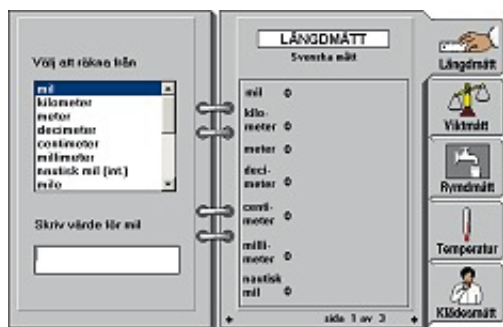 Välj att räkna från
mil
kilometer
meter
decimeter
centimeter
millimeter
nautisk mil (int.)
mile
Skriv värde för mil
LÄNGDMÅTT
Svenska mått
mil 0
kilo-
meter 0
meter 0
deci-
meter 0
centi-
meter 0
milli-
meter 0
nautisk
mil 0
sida 1 av 3
Längdmått
Viktmått
Rymdmått
Temperatur
Klädesmått